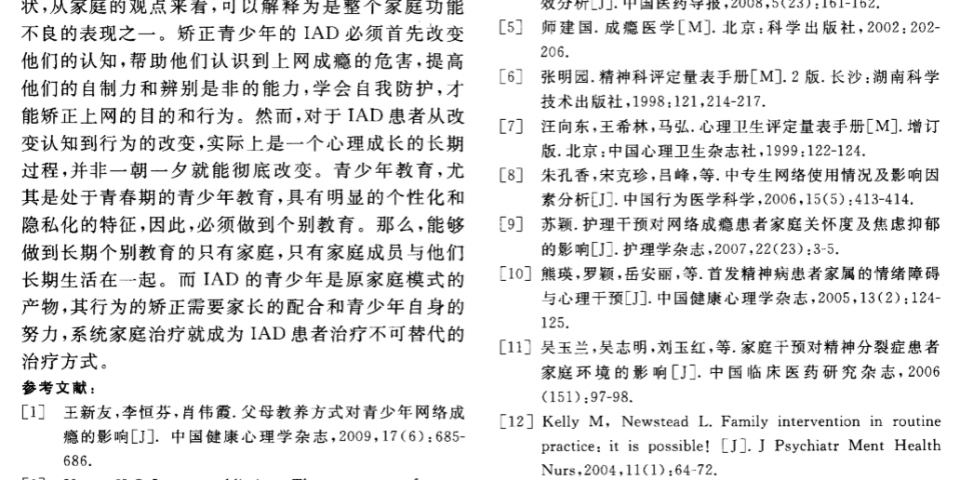 状,从家庭的观点来看,可以解释为是整个家庭功能
不良的表现之一。矫正青少年的 IAD 必须首先改变
他们的认知,帮助他们认识到上网成瘾的危害,提高
他们的自制力和辨别是非的能力,学会自我防护,才
能矫正上网的目的和行为。然而,对于 IAD 患者从改
变认知到行为的改变,实际上是一个心理成长的长期
过程,并非一朝一夕就能彻底改变。青少年教育,尤
其是处于青春期的青少年教育,具有明显的个性化和
隐私化的特征,因此,必须做到个别教育。那么,能够
做到长期个别教育的只有家庭,只有家庭成员与他们
长期生活在一起。而 IAD 的青少年是原家庭模式的
产物,其行为的矫正需要家长的配合和青少年自身的
努力,系统家庭治疗就成为 IAD 患者治疗不可替代的
治疗方式。
参考文献:
[1] 王新友,李恒芬,肖伟霞.父母教养方式对青少年网络成
瘾的影响[J]. 中国健康心理学杂志,2009,17(6):685-
686.
效分析[J].中国医药导报,2008,5(23):161-162.
[5] 师建国.成瘾医学[M].北京:科学出版社,2002:202-
206.
[6] 张明园.精神科评定量表手册[M].2 版.长沙:湖南科学
技术出版社,1998:121,214-217.
[7] 汪向东,王希林,马弘.心理卫生评定量表手册[M].增订
版.北京:中国心理卫生杂志社,1999:122-124.
[8] 朱孔香,宋克珍,吕峰,等.中专生网络使用情况及影响因
素分析[J].中国行为医学科学,2006,15(5):413-414.
[9] 苏颖.护理干预对网络成瘾患者家庭关怀度及焦虑抑郁
的影响[J].护理学杂志,2007,22(23):3-5.
[10] 熊瑛,罗颖,岳安丽,等.首发精神病患者家属的情绪障碍
与心理干预[J].中国健康心理学杂志,2005,13(2):124-
125.
[11] 吴玉兰,吴志明,刘玉红,等.家庭干预对精神分裂症患者
家庭环境的影响[J].中国临床医药研究杂志,2006
(151):97-98.
[12] Kelly M, Newstead L. Family intervention in routine
practice: it is possible! [J]. J Psychiatr Ment Health
Nurs,2004,11(1):64-72.